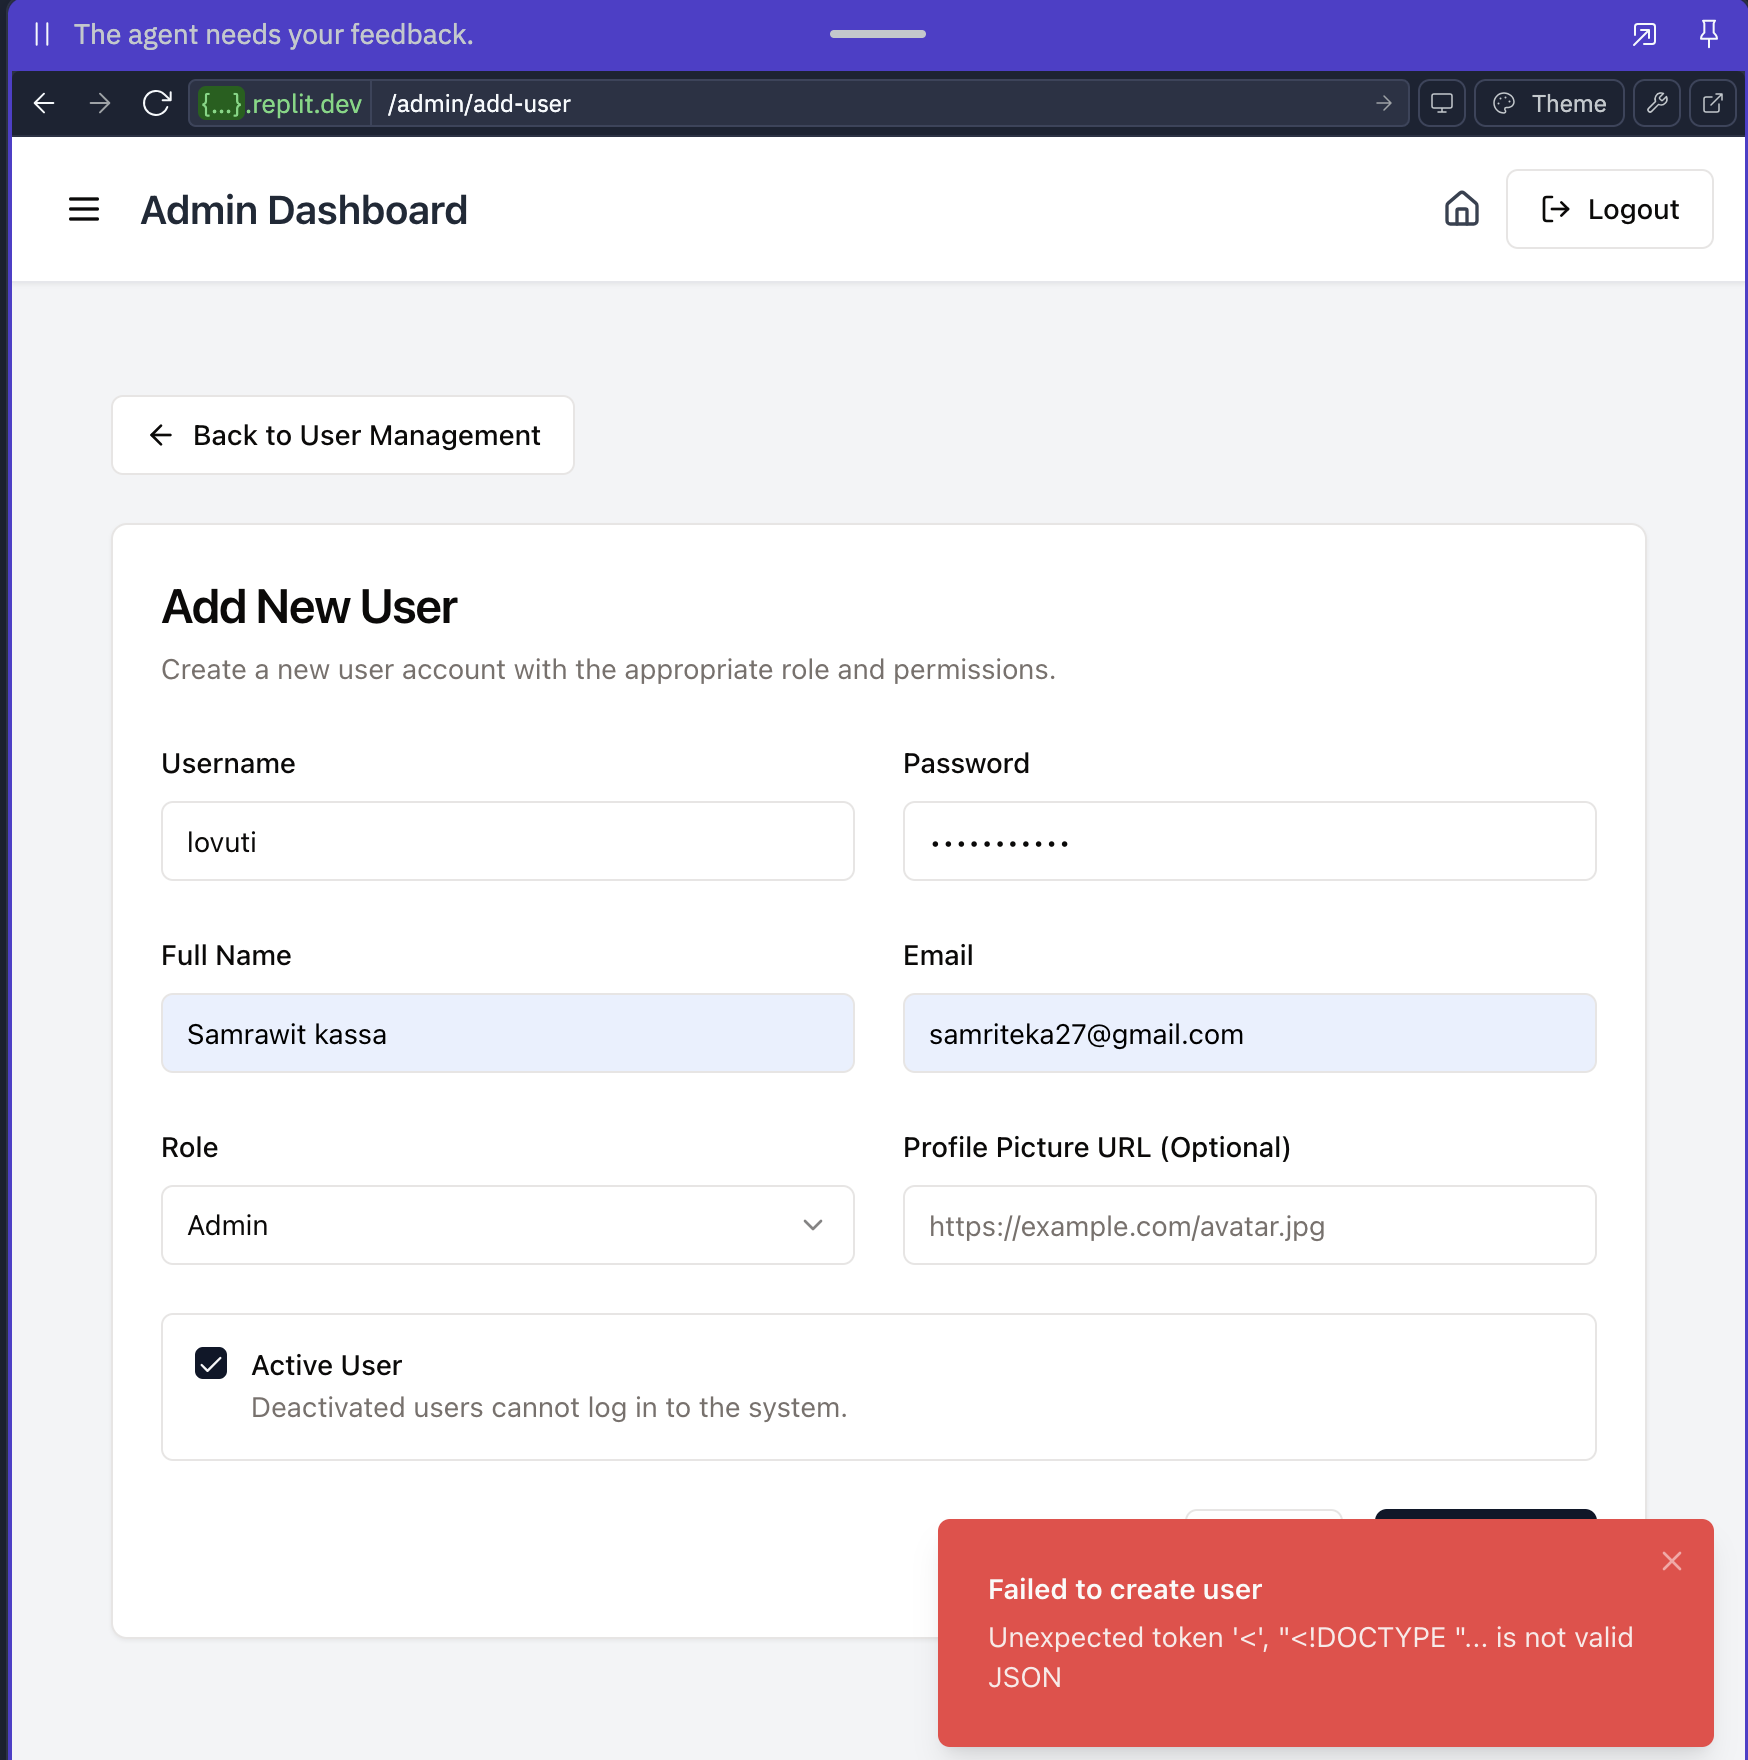 The agent needs your feedback.
{...}.replit.dev /admin/add-user Theme
Admin Dashboard Logout
Back to User Management
Add New User
Create a new user account with the appropriate role and permissions.
Username Password
lovuti ···········
Full Name Email
Samrawit kassa samriteka27@gmail.com
Role Profile Picture URL (Optional)
Admin https://example.com/avatar.jpg
Active User
Deactivated users cannot log in to the system.
Failed to create user
Unexpected token '<', "<!DOCTYPE "... is not valid
JSON